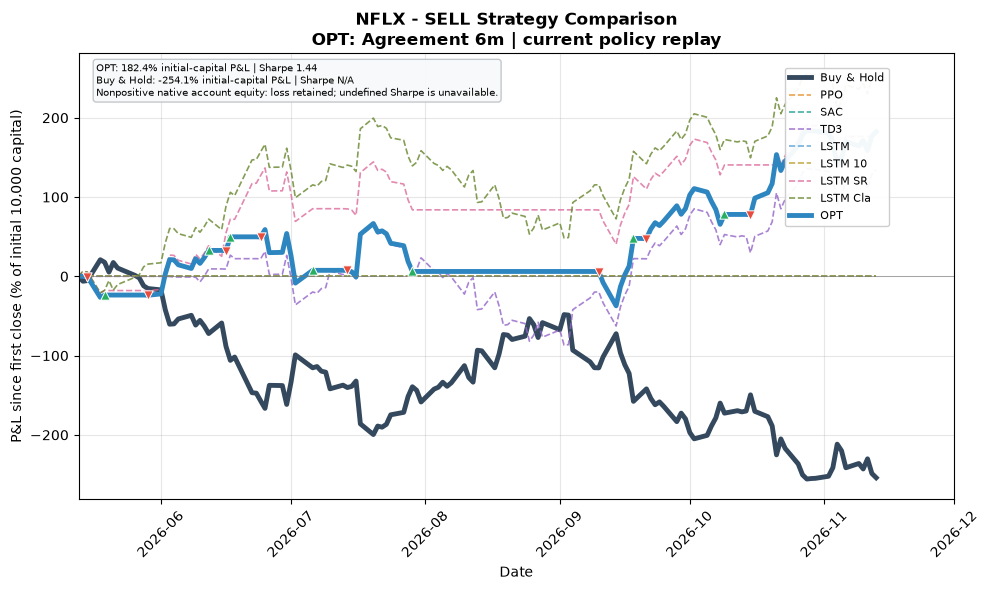 NFLX - SELL Strategy Comparison
OPT: Agreement 6m | current policy replay
OPT: 182.4% initial-capital P&L | Sharpe 1.44
Buy & Hold: -254.1% initial-capital P&L | Sharpe N/A
Nonpositive native account equity: loss retained; undefined Sharpe is unavailable.
Buy & Hold
PPO
SAC
TD3
LSTM
LSTM 10
LSTM SR
LSTM Cla
OPT
P&L since first close (% of initial 10,000 capital)
200
100
0
−100
−200
2026-06
2026-07
2026-08
2026-09
2026-10
2026-11
2026-12
Date